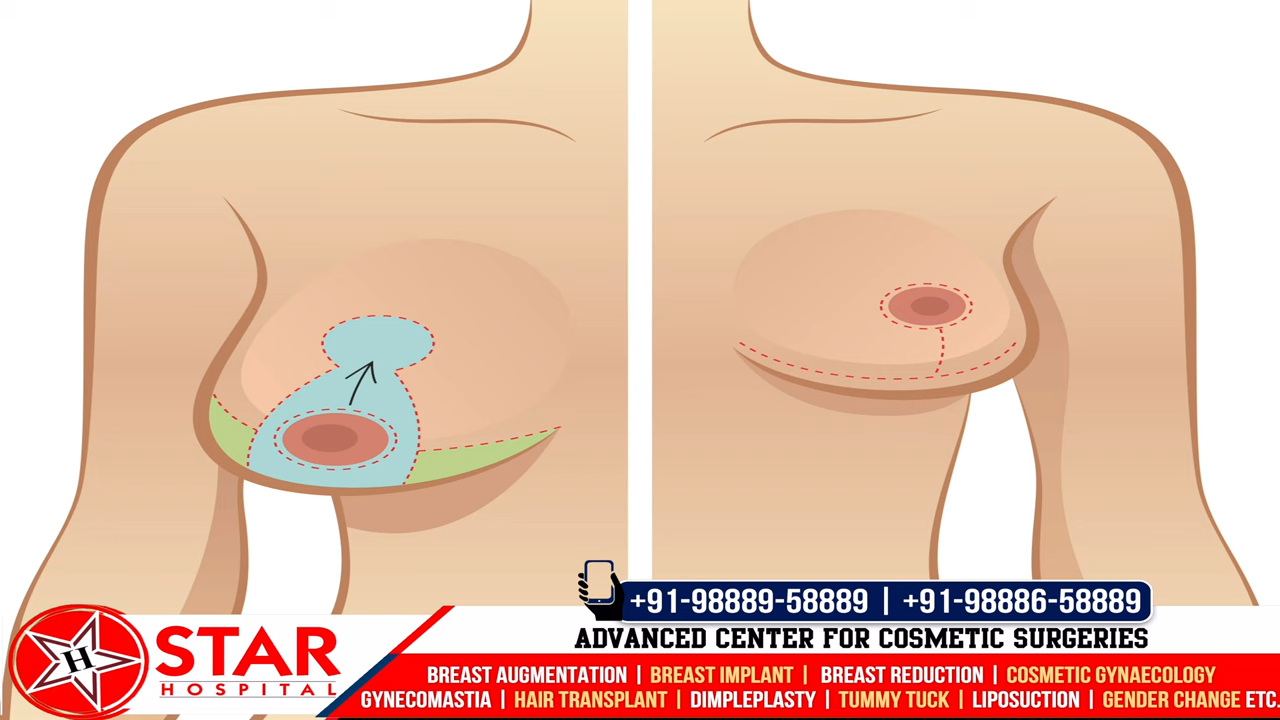 +91-98889-58889 | +91-98886-58889
ADVANCED CENTER FOR COSMETIC SURGERIES
H
STAR
HOSPITAL
BREAST AUGMENTATION | BREAST IMPLANT | BREAST REDUCTION | COSMETIC GYNAECOLOGY
GYNECOMASTIA | HAIR TRANSPLANT | DIMPLEPLASTY | TUMMY TUCK | LIPOSUCTION | GENDER CHANGE ETC.